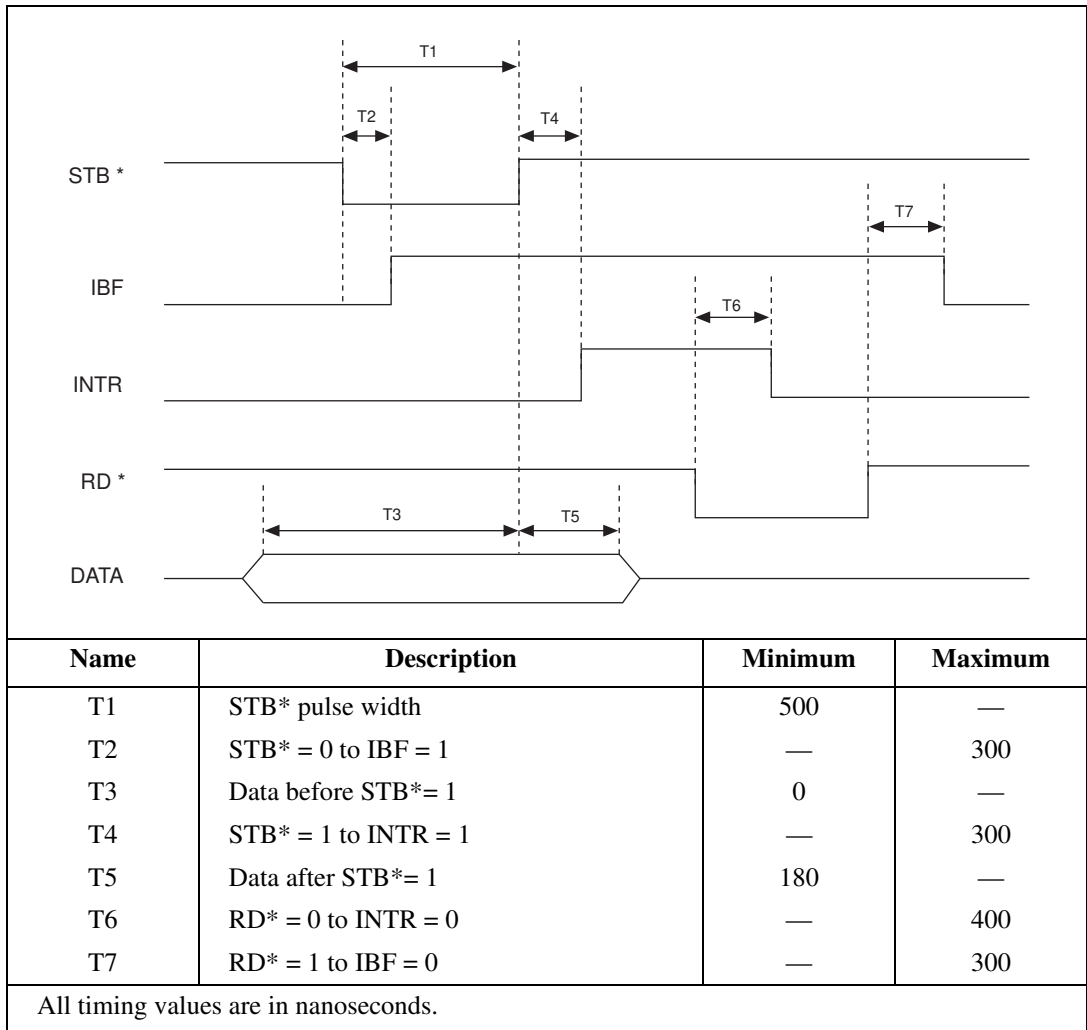 T1
T2
T4
STB *
T7
IBF
T6
INTR
RD *
T3
T5
DATA
Name Description Minimum Maximum
T1 STB* pulse width 500 —
T2 STB* = 0 to IBF = 1 — 300
T3 Data before STB*= 1 0 —
T4 STB* = 1 to INTR = 1 — 300
T5 Data after STB*= 1 180 —
T6 RD* = 0 to INTR = 0 — 400
T7 RD* = 1 to IBF = 0 — 300
All timing values are in nanoseconds.